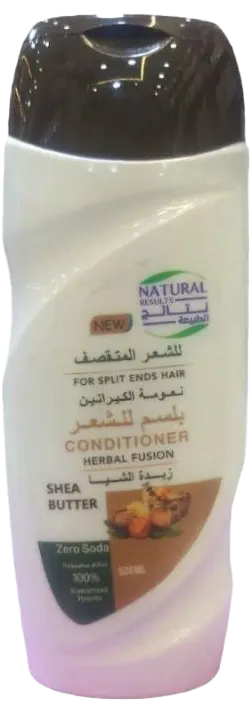 NATURAL
RESULTS
نتائج
الطبيعة
NEW
للشعر المتقصف
FOR SPLIT ENDS HAIR
نعومة الكيراتين
بلسم للشعر
CONDITIONER
HERBAL FUSION
زبدة الشيا
SHEA
BUTTER
Zero Soda
100%
500ML